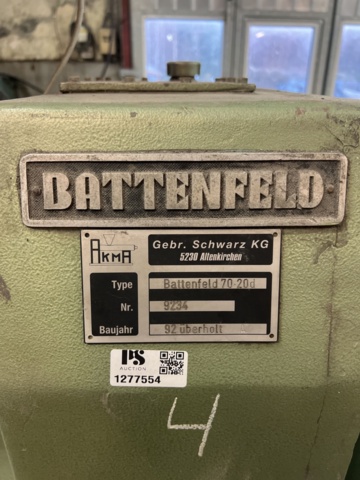 BATTENFELD
AKMA
Gebr. Schwarz KG
5230 Altenkirchen
Type Battenfeld 70-20d
Nr. 9234
Baujahr 92 überholt
PS
AUCTION
1277554
4